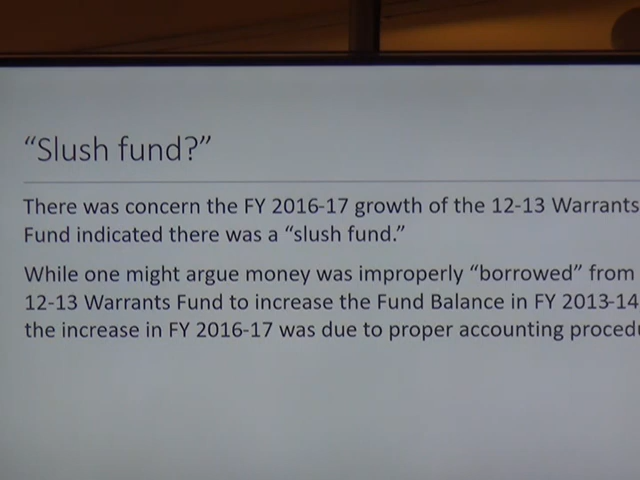 “Slush fund?”
There was concern the FY 2016-17 growth of the 12-13 Warrants
Fund indicated there was a “slush fund.”
While one might argue money was improperly “borrowed” from
12-13 Warrants Fund to increase the Fund Balance in FY 2013-14
the increase in FY 2016-17 was due to proper accounting